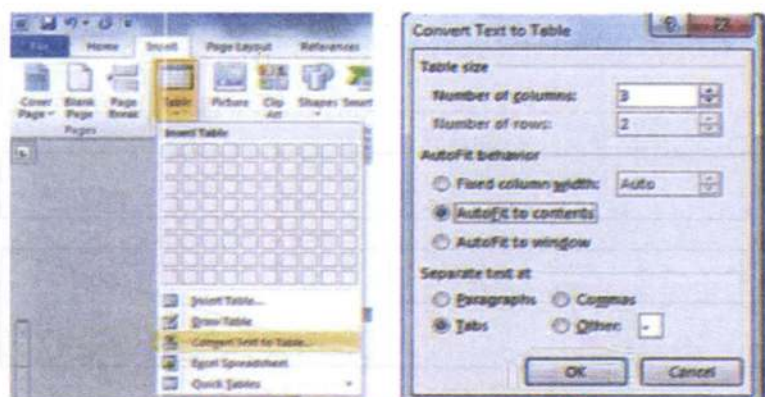 File Home Insert Page Layout References
Cover Page Blank Page Page Break Table Picture Clip Art Shapes Smart
Pages
Insert Table
Insert Table...
Draw Table
Convert Text to Table...
Excel Spreadsheet
Quick Tables
Convert Text to Table
Table size
Number of columns: 3
Number of rows: 2
AutoFit behavior
Fixed column width: Auto
AutoFit to contents
AutoFit to window
Separate text at
Paragraphs Commas
Tabs Other: -
OK Cancel